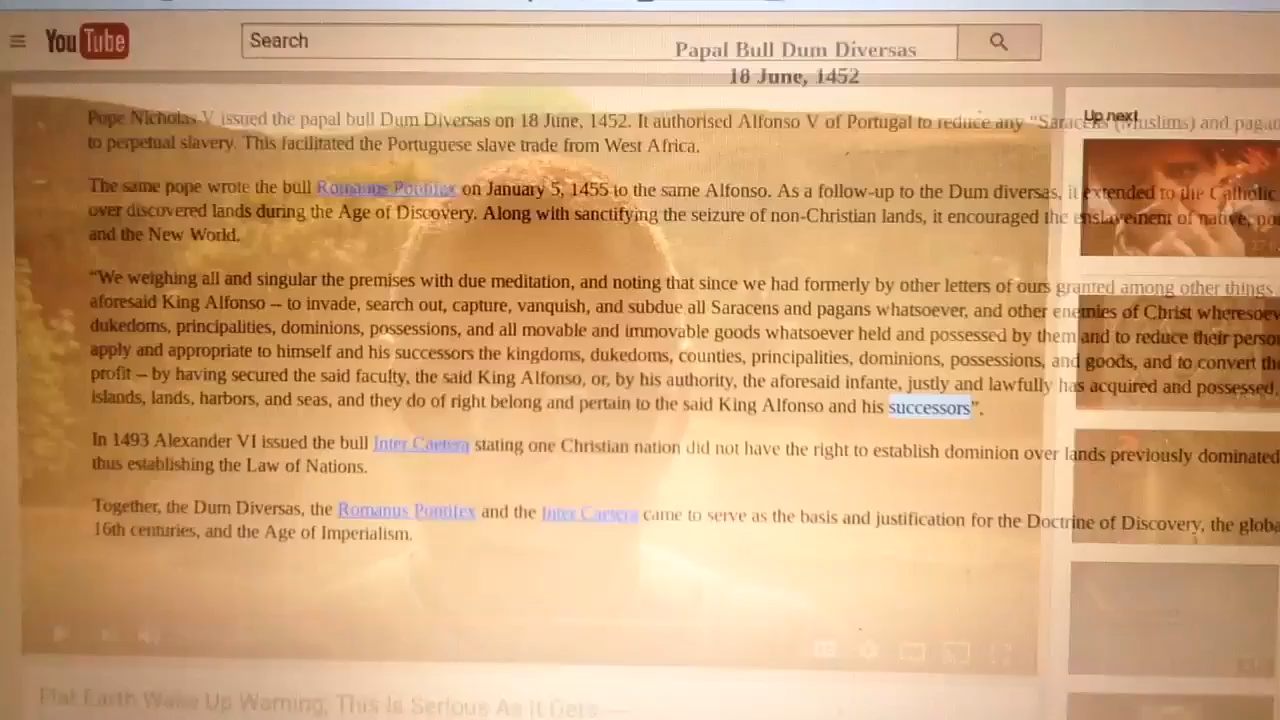 YouTube
Search
Papal Bull Dum Diversas
18 June, 1452
Pope Nicholas V issued the papal bull Dum Diversas on 18 June, 1452. It authorised Alfonso V of Portugal to reduce any “Saracens (Muslims) and pagan
Up next
to perpetual slavery. This facilitated the Portuguese slave trade from West Africa.
The same pope wrote the bull Romanus Pontifex on January 5, 1455 to the same Alfonso. As a follow-up to the Dum diversas, it extended to the Catholic
over discovered lands during the Age of Discovery. Along with sanctifying the seizure of non-Christian lands, it encouraged the enslavement of native, po
and the New World.
“We weighing all and singular the premises with due meditation, and noting that since we had formerly by other letters of ours granted among other things
aforesaid King Alfonso – to invade, search out, capture, vanquish, and subdue all Saracens and pagans whatsoever, and other enemies of Christ wheresoev
dukedoms, principalities, dominions, possessions, and all movable and immovable goods whatsoever held and possessed by them and to reduce their perso
apply and appropriate to himself and his successors the kingdoms, dukedoms, counties, principalities, dominions, possessions, and goods, and to convert the
profit – by having secured the said faculty, the said King Alfonso, or, by his authority, the aforesaid infante, justly and lawfully has acquired and possessed,
islands, lands, harbors, and seas, and they do of right belong and pertain to the said King Alfonso and his successors”.
In 1493 Alexander VI issued the bull Inter Caetera stating one Christian nation did not have the right to establish dominion over lands previously dominated
thus establishing the Law of Nations.
Together, the Dum Diversas, the Romanus Pontifex and the Inter Caetera came to serve as the basis and justification for the Doctrine of Discovery, the globa
16th centuries, and the Age of Imperialism.
Flat Earth Wake Up Warning; This Is Serious As It Gets